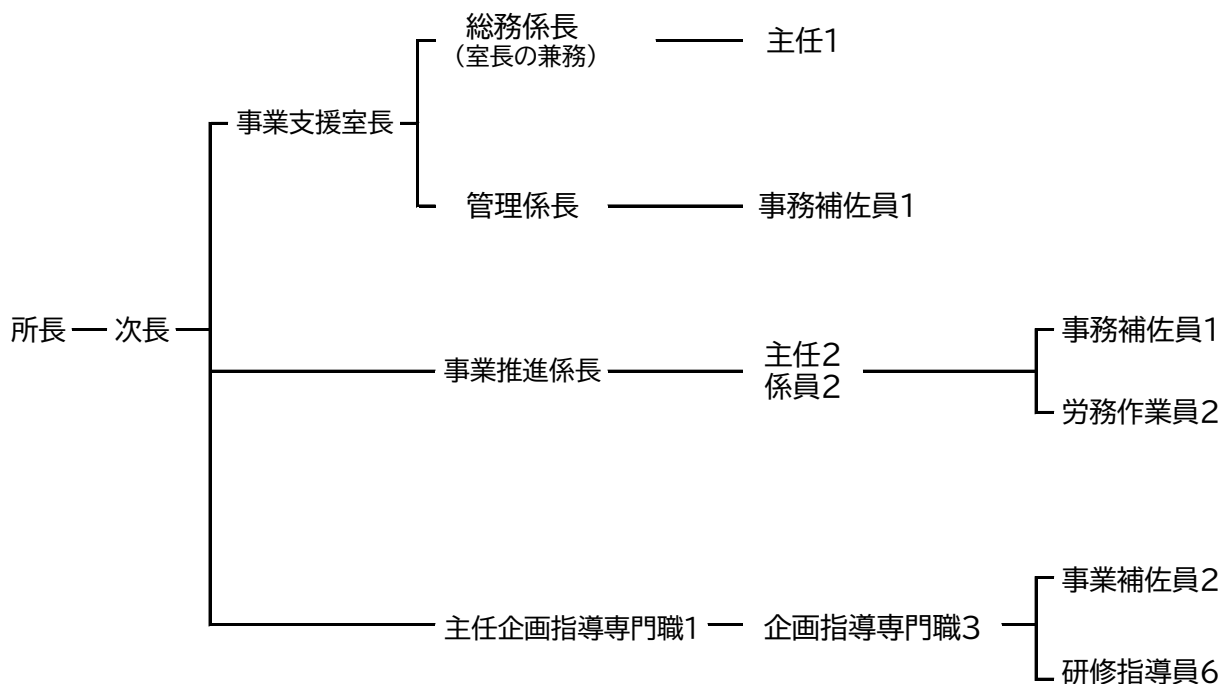 総務係長
(室長の兼務)
主任1
事業支援室長
管理係長
事務補佐員1
所長
次長
事業推進係長
主任2
係員2
事務補佐員1
労務作業員2
主任企画指導専門職1
企画指導専門職3
事業補佐員2
研修指導員6